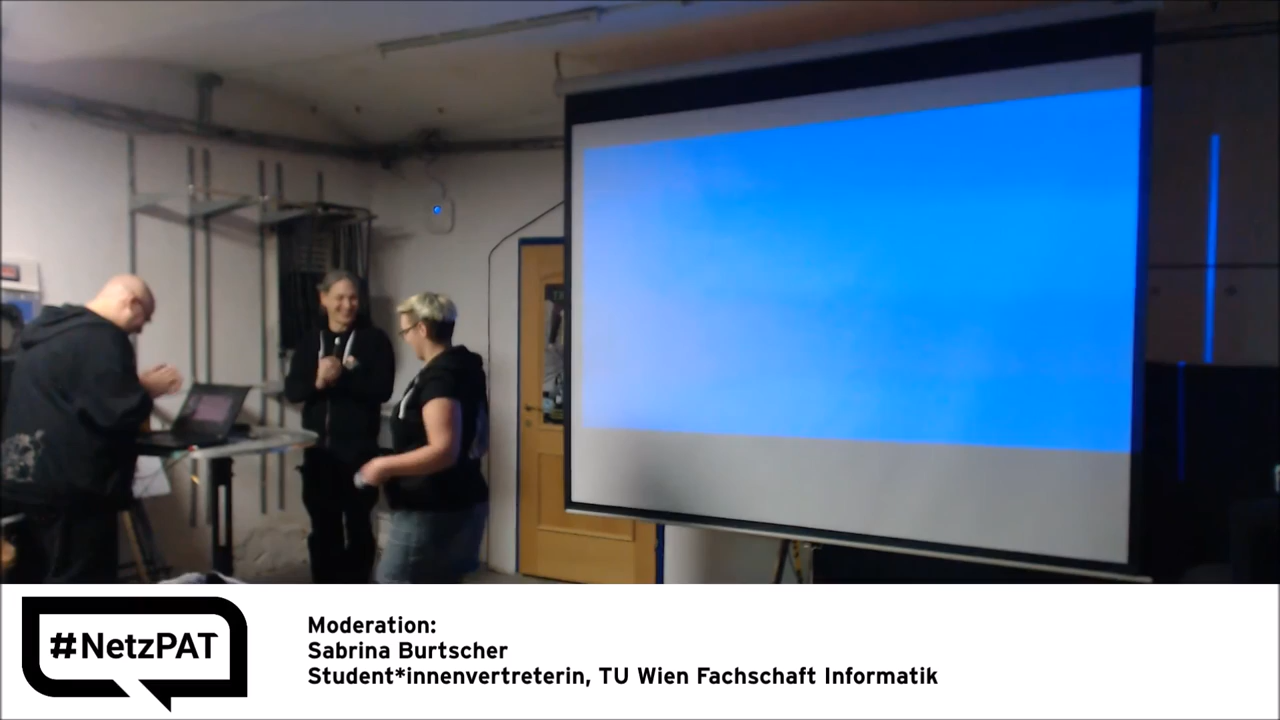 #NetzPAT
Moderation:
Sabrina Burtscher
Student*innenvertreterin, TU Wien Fachschaft Informatik